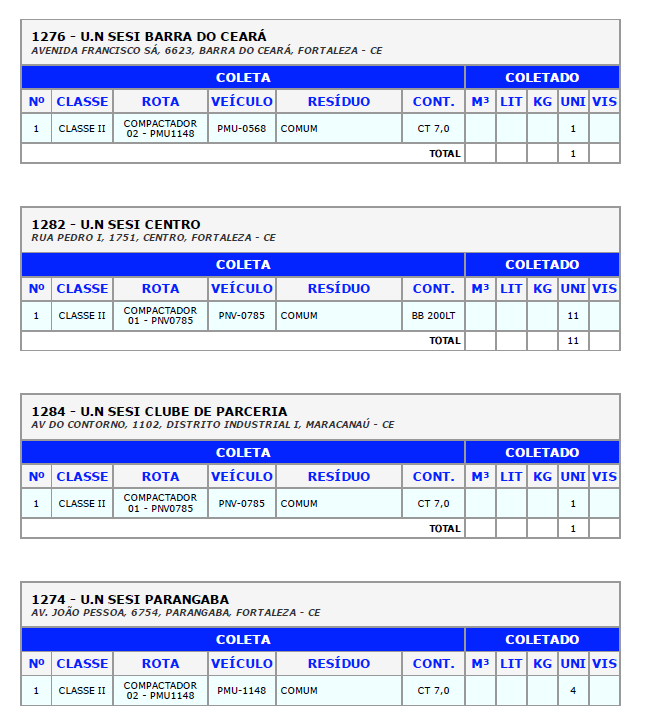 1276 - U.N SESI BARRA DO CEARÁ
AVENIDA FRANCISCO SÁ, 6623, BARRA DO CEARÁ, FORTALEZA - CE
COLETA COLETADO
Nº CLASSE ROTA VEÍCULO RESÍDUO CONT. M³ LIT KG UNI VIS
1 CLASSE II COMPACTADOR 02 - PMU1148 PMU-0568 COMUM CT 7,0 1
TOTAL 1
1282 - U.N SESI CENTRO
RUA PEDRO I, 1751, CENTRO, FORTALEZA - CE
COLETA COLETADO
Nº CLASSE ROTA VEÍCULO RESÍDUO CONT. M³ LIT KG UNI VIS
1 CLASSE II COMPACTADOR 01 - PNV0785 PNV-0785 COMUM BB 200LT 11
TOTAL 11
1284 - U.N SESI CLUBE DE PARCERIA
AV DO CONTORNO, 1102, DISTRITO INDUSTRIAL I, MARACANAÚ - CE
COLETA COLETADO
Nº CLASSE ROTA VEÍCULO RESÍDUO CONT. M³ LIT KG UNI VIS
1 CLASSE II COMPACTADOR 01 - PNV0785 PNV-0785 COMUM CT 7,0 1
TOTAL 1
1274 - U.N SESI PARANGABA
AV. JOÃO PESSOA, 6754, PARANGABA, FORTALEZA - CE
COLETA COLETADO
Nº CLASSE ROTA VEÍCULO RESÍDUO CONT. M³ LIT KG UNI VIS
1 CLASSE II COMPACTADOR 02 - PMU1148 PMU-1148 COMUM CT 7,0 4